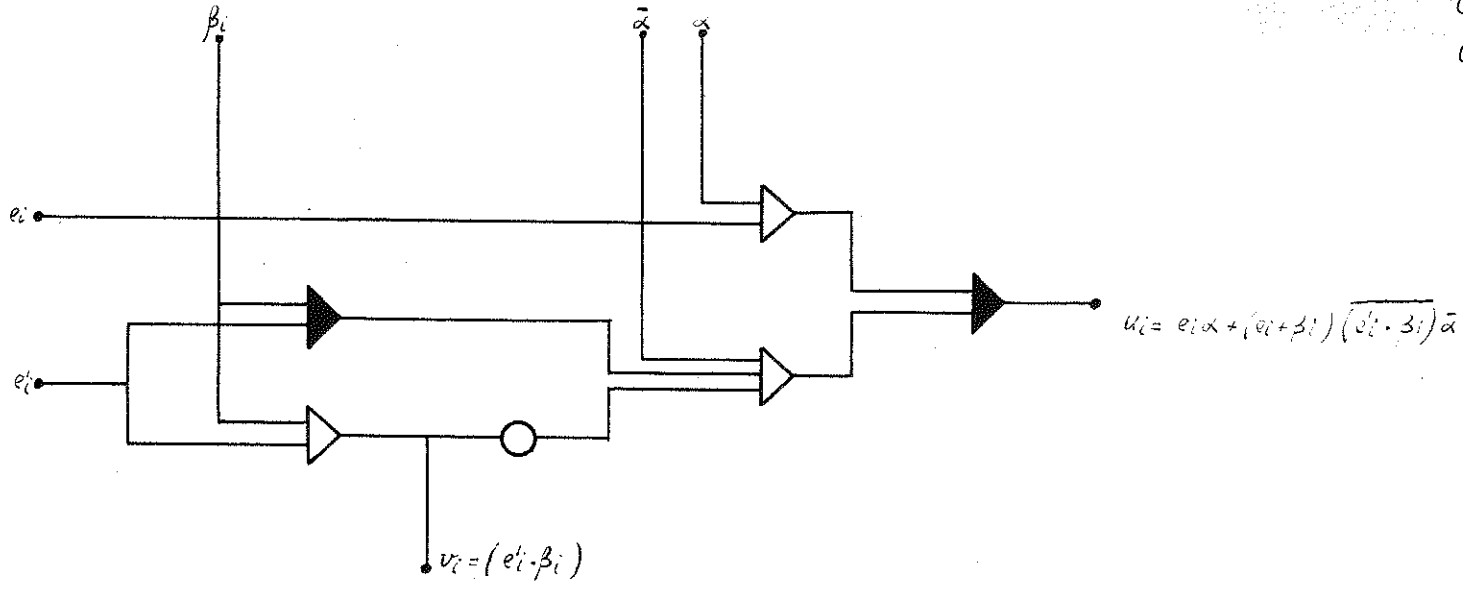 βi
ᾱ
α
ei
e'i
ui = eiα + (ei + βi) (e'i · βi)‾ ᾱ
vi = (e'i · βi)